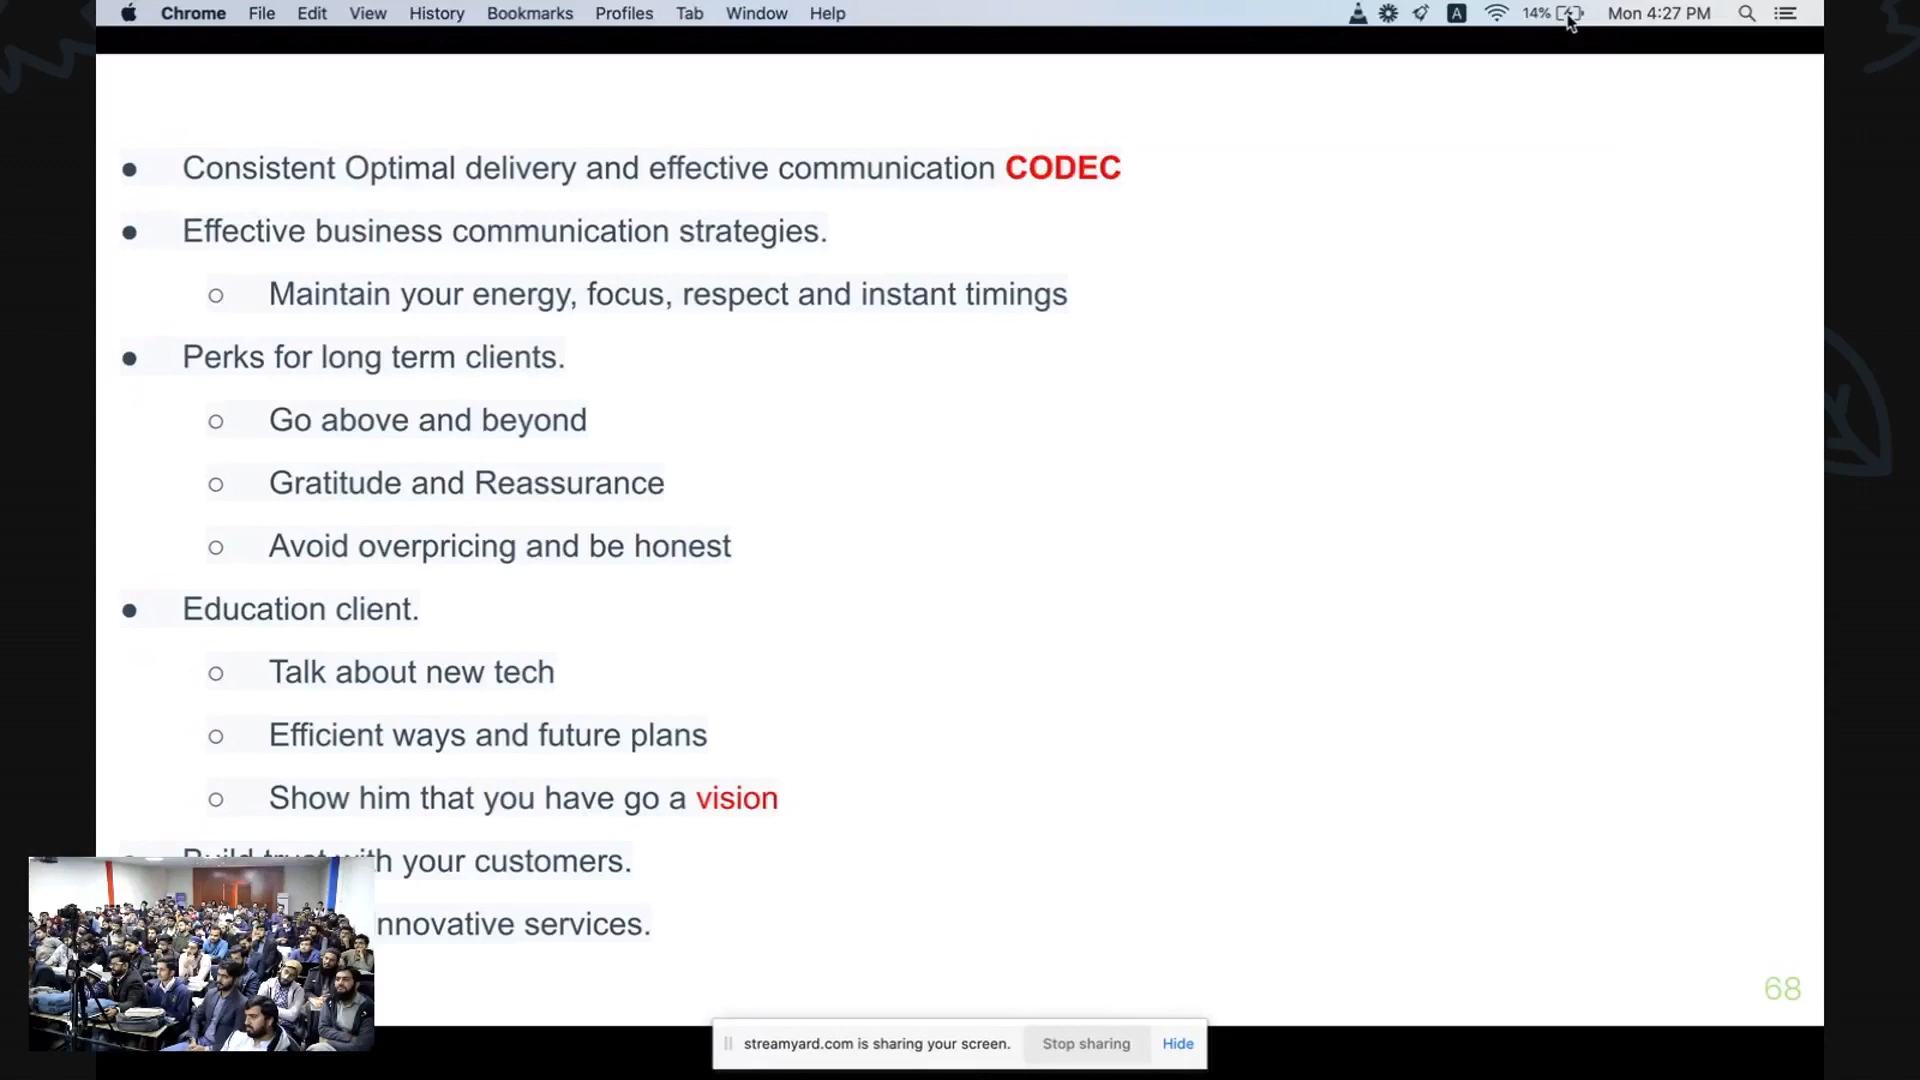 Chrome File Edit View History Bookmarks Profiles Tab Window Help A 14% Mon 4:27 PM
Consistent Optimal delivery and effective communication CODEC
Effective business communication strategies.
Maintain your energy, focus, respect and instant timings
Perks for long term clients.
Go above and beyond
Gratitude and Reassurance
Avoid overpricing and be honest
Education client.
Talk about new tech
Efficient ways and future plans
Show him that you have go a vision
Build trust with your customers.
nnovative services.
68
streamyard.com is sharing your screen. Stop sharing Hide